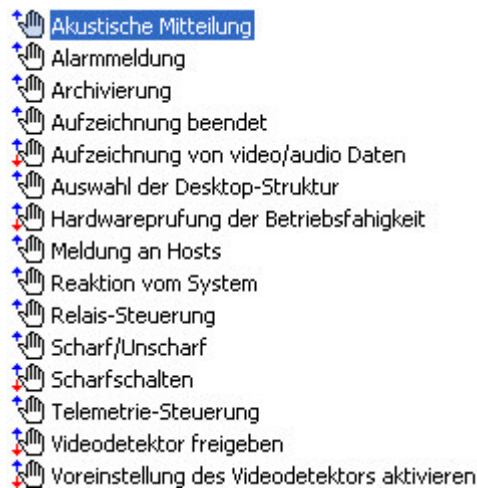 Akustische Mitteilung
Alarmmeldung
Archivierung
Aufzeichnung beendet
Aufzeichnung von video/audio Daten
Auswahl der Desktop-Struktur
Hardwareprufung der Betriebsfahigkeit
Meldung an Hosts
Reaktion vom System
Relais-Steuerung
Scharf/Unscharf
Scharfschalten
Telemetrie-Steuerung
Videodetektor freigeben
Voreinstellung des Videodetektors aktivieren